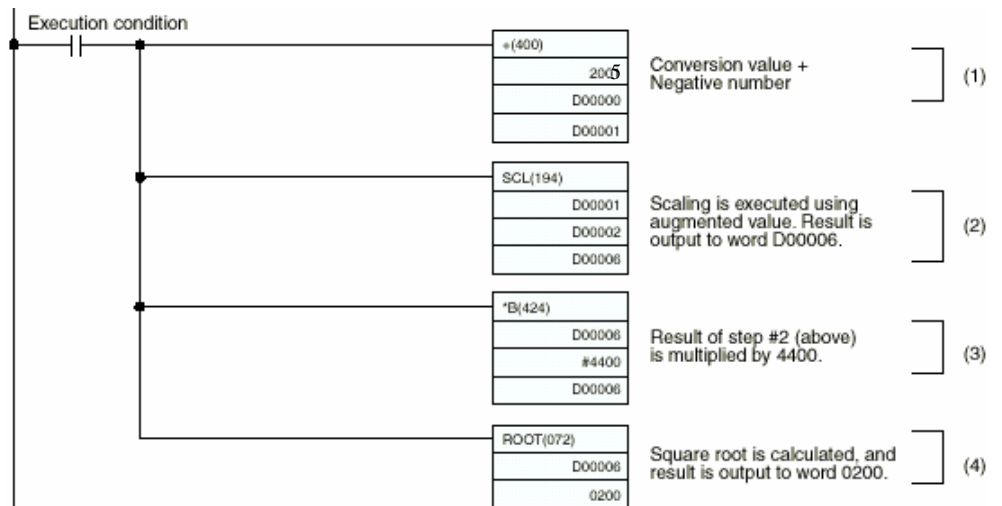 Execution condition
+(400)
2005
D00000
D00001
Conversion value +
Negative number
(1)
SCL(194)
D00001
D00002
D00006
Scaling is executed using
augmented value. Result is
output to word D00006.
(2)
*B(424)
D00006
#4400
D00006
Result of step #2 (above)
is multiplied by 4400.
(3)
ROOT(072)
D00006
0200
Square root is calculated, and
result is output to word 0200.
(4)